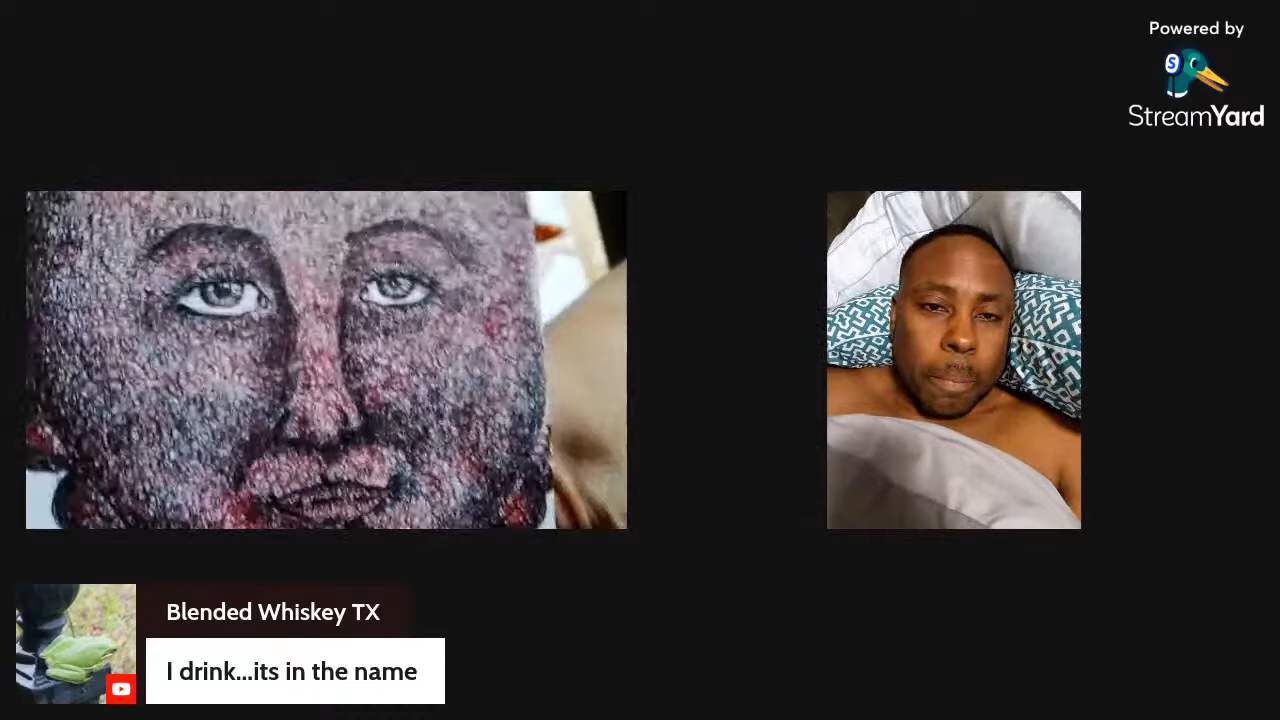 Powered by
S
StreamYard
Blended Whiskey TX
I drink...its in the name